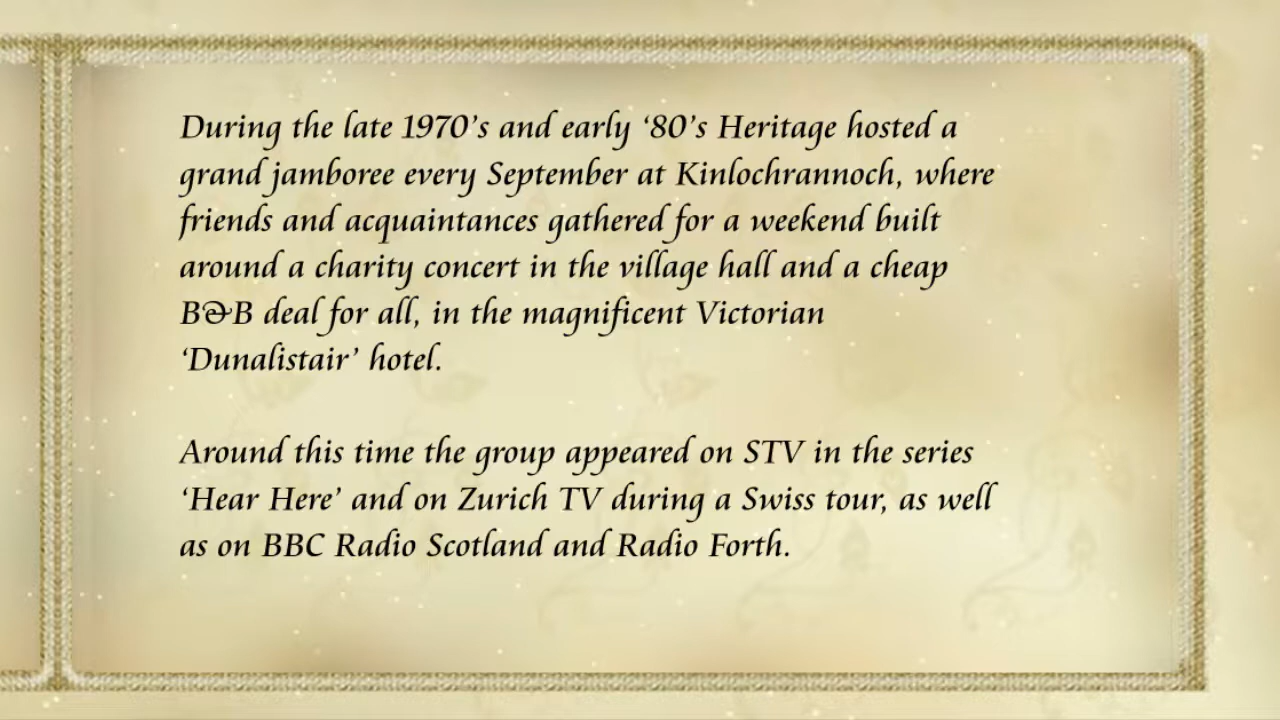 During the late 1970’s and early ‘80’s Heritage hosted a
grand jamboree every September at Kinlochrannoch, where
friends and acquaintances gathered for a weekend built
around a charity concert in the village hall and a cheap
B&B deal for all, in the magnificent Victorian
‘Dunalistair’ hotel.
Around this time the group appeared on STV in the series
‘Hear Here’ and on Zurich TV during a Swiss tour, as well
as on BBC Radio Scotland and Radio Forth.